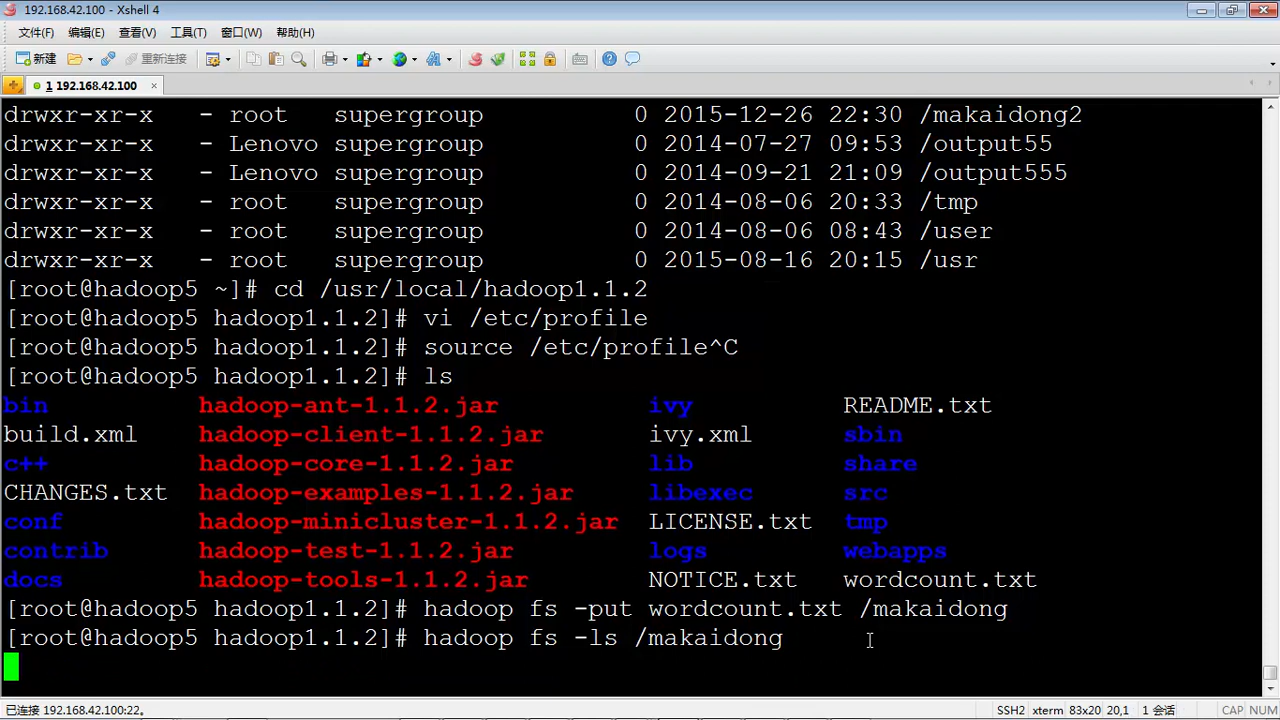 192.168.42.100 - Xshell 4
文件(F) 编辑(E) 查看(V) 工具(T) 窗口(W) 帮助(H)
新建 重新连接
1 192.168.42.100
drwxr-xr-x   - root   supergroup          0 2015-12-26 22:30 /makaidong2
drwxr-xr-x   - Lenovo supergroup          0 2014-07-27 09:53 /output55
drwxr-xr-x   - Lenovo supergroup          0 2014-09-21 21:09 /output555
drwxr-xr-x   - root   supergroup          0 2014-08-06 20:33 /tmp
drwxr-xr-x   - root   supergroup          0 2014-08-06 08:43 /user
drwxr-xr-x   - root   supergroup          0 2015-08-16 20:15 /usr
[root@hadoop5 ~]# cd /usr/local/hadoop1.1.2
[root@hadoop5 hadoop1.1.2]# vi /etc/profile
[root@hadoop5 hadoop1.1.2]# source /etc/profile^C
[root@hadoop5 hadoop1.1.2]# ls
bin          hadoop-ant-1.1.2.jar          ivy          README.txt
build.xml    hadoop-client-1.1.2.jar       ivy.xml      sbin
c++          hadoop-core-1.1.2.jar         lib          share
CHANGES.txt  hadoop-examples-1.1.2.jar     libexec      src
conf         hadoop-minicluster-1.1.2.jar  LICENSE.txt  tmp
contrib      hadoop-test-1.1.2.jar         logs         webapps
docs         hadoop-tools-1.1.2.jar        NOTICE.txt   wordcount.txt
[root@hadoop5 hadoop1.1.2]# hadoop fs -put wordcount.txt /makaidong
[root@hadoop5 hadoop1.1.2]# hadoop fs -ls /makaidong
已连接 192.168.42.100:22。 SSH2 xterm 83x20 20,1 1 会话 CAP NUM